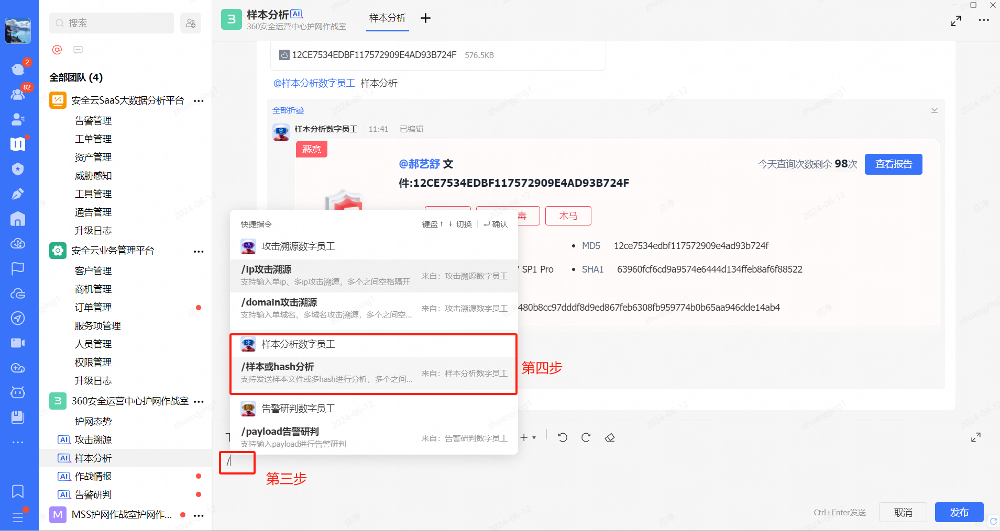 搜索
2
82
全部团队 (4)
安全云SaaS大数据分析平台
告警管理
工单管理
资产管理
威胁感知
工具管理
通告管理
升级日志
安全云业务管理平台
客户管理
商机管理
订单管理
服务项管理
人员管理
权限管理
升级日志
3 360安全运营中心护网作战室
护网态势
AI 攻击溯源
AI 样本分析
AI 作战情报
AI 告警研判
M MSS护网作战室护网作...
3
样本分析 AI
360安全运营中心护网作战室
样本分析
12CE7534EDBF117572909E4AD93B724F 576.5KB
@样本分析数字员工 样本分析
全部折叠
样本分析数字员工 11:41 已编辑
恶意
@郝艺舒 文
件:12CE7534EDBF117572909E4AD93B724F
今天查询次数剩余 98次 查看报告
毒 木马
MD5 12ce7534edbf117572909e4ad93b724f
SP1 Pro
SHA1 63960fcf6cd9a9574e6444d134ffeb8af6f88522
480b8cc97dddf8d9ed867feb6308fb959774b0b65aa946dde14ab4
快捷指令 键盘↑ ↓ 切换 ↵ 确认
攻击溯源数字员工
/ip攻击溯源
支持输入单ip、多ip攻击溯源，多个之间空格隔开
来自：攻击溯源数字员工
/domain攻击溯源
支持输入单域名、多域名攻击溯源，多个之间空...
来自：攻击溯源数字员工
样本分析数字员工
/样本或hash分析
支持发送样本文件或多hash进行分析，多个之间...
来自：样本分析数字员工
第四步
告警研判数字员工
/payload告警研判
支持输入payload进行告警研判
来自：告警研判数字员工
/
第三步
Ctrl+Enter发送 取消 发布